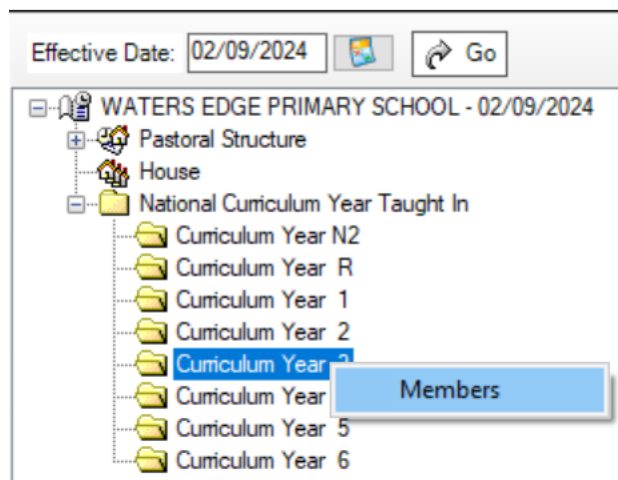 Effective Date: 02/09/2024 Go
WATERS EDGE PRIMARY SCHOOL - 02/09/2024
Pastoral Structure
House
National Curriculum Year Taught In
Curriculum Year N2
Curriculum Year R
Curriculum Year 1
Curriculum Year 2
Curriculum Year
Members
Curriculum Year
Curriculum Year 5
Curriculum Year 6